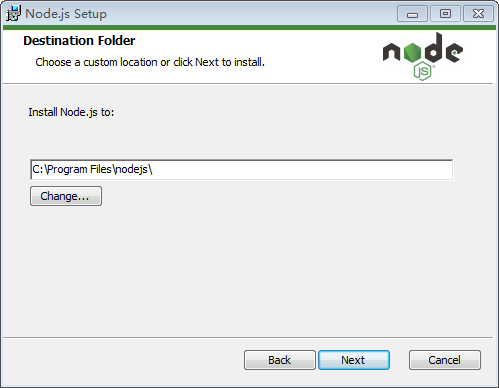 Node.js Setup
Destination Folder
Choose a custom location or click Next to install.
node
JS
Install Node.js to:
C:\Program Files\nodejs\
Change...
Back
Next
Cancel